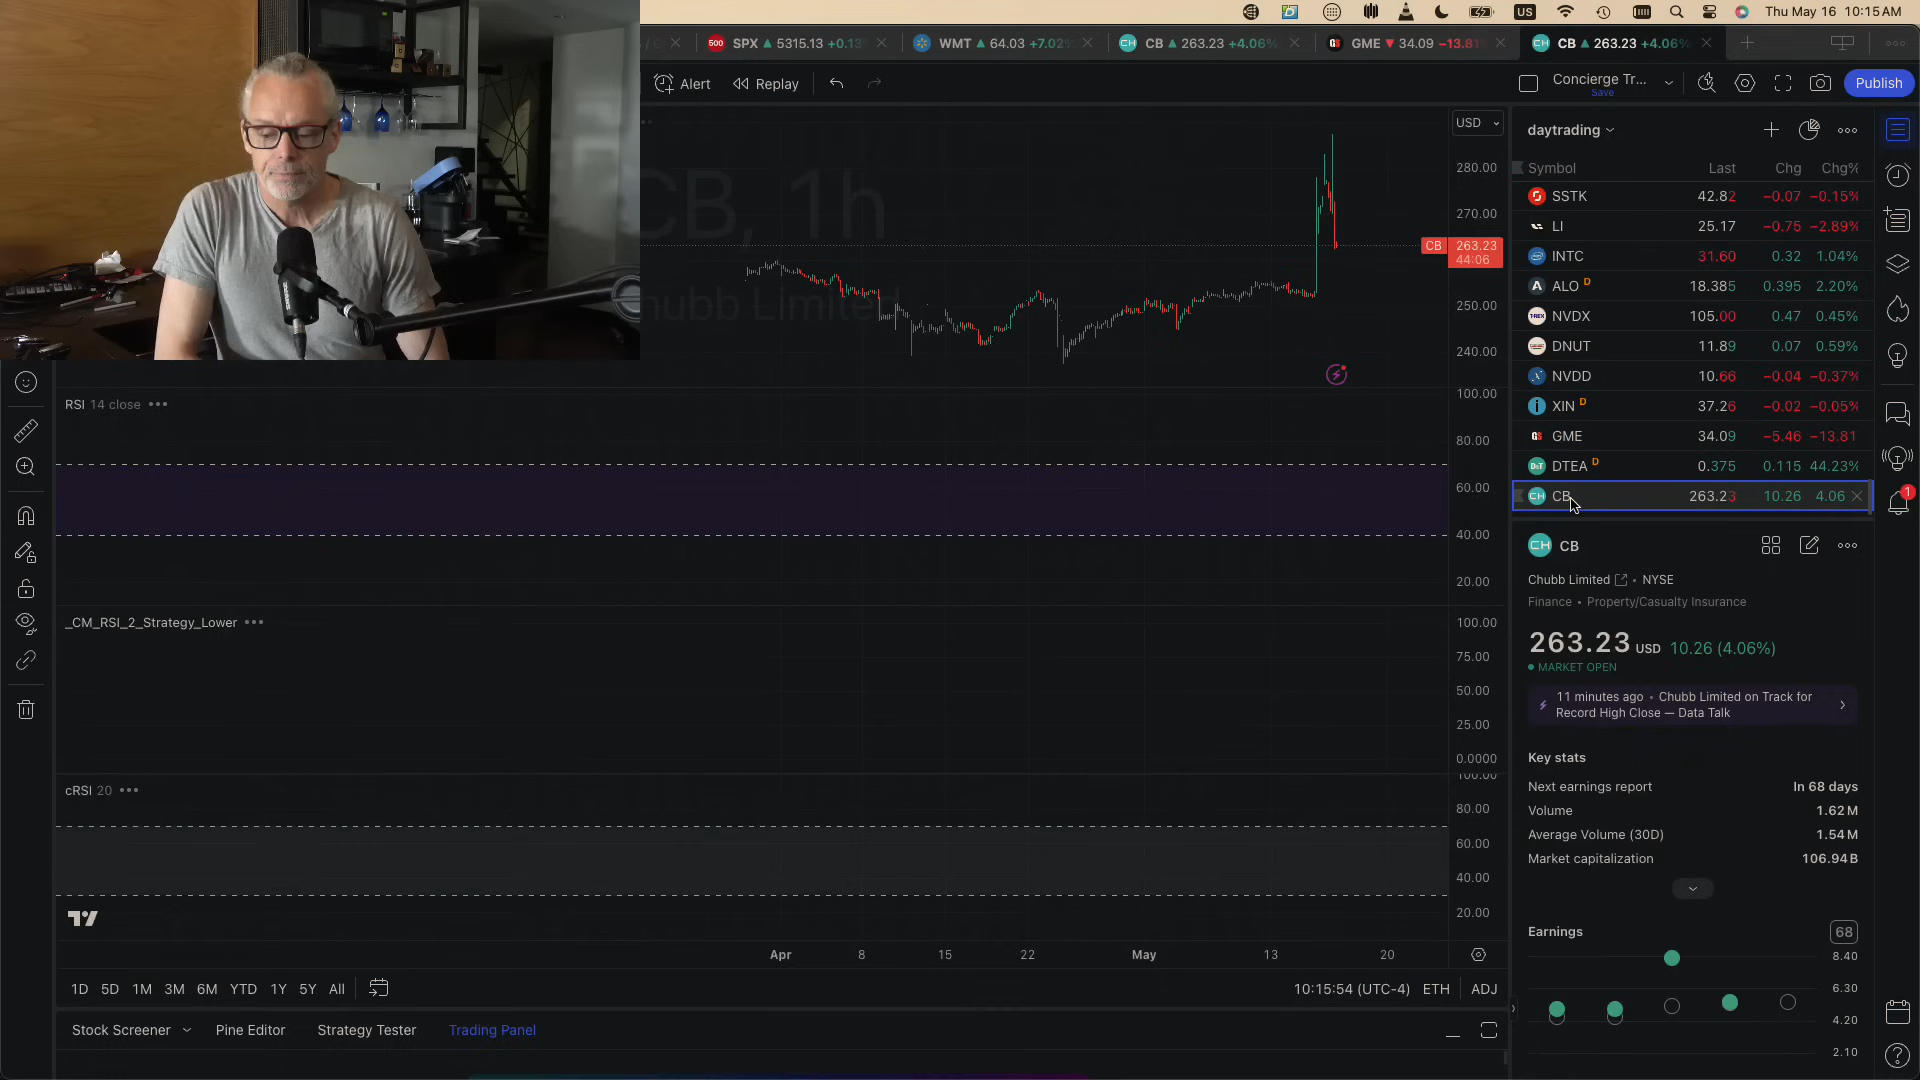 US
Thu May 16 10:15 AM
SPX 5315.13 +0.13
WMT 64.03 +7.02
CB 263.23 +4.06%
GME 34.09 −13.81
CB 263.23 +4.06%
Alert Replay
Concierge Tr...
Save
Publish
CB, 1h
Chubb Limited
USD
280.00
270.00
CB 263.23
44:06
250.00
240.00
RSI 14 close
100.00
80.00
60.00
40.00
20.00
_CM_RSI_2_Strategy_Lower
100.00
75.00
50.00
25.00
0.0000
cRSI 20
100.00
80.00
60.00
40.00
20.00
Apr 8 15 22 May 13 20
1D 5D 1M 3M 6M YTD 1Y 5Y All
10:15:54 (UTC-4) ETH ADJ
Stock Screener Pine Editor Strategy Tester Trading Panel
daytrading
Symbol Last Chg Chg%
SSTK 42.82 −0.07 −0.15%
LI 25.17 −0.75 −2.89%
INTC 31.60 0.32 1.04%
ALO D 18.385 0.395 2.20%
NVDX 105.00 0.47 0.45%
DNUT 11.89 0.07 0.59%
NVDD 10.66 −0.04 −0.37%
XIN D 37.26 −0.02 −0.05%
GME 34.09 −5.46 −13.81
DTEA D 0.375 0.115 44.23%
CB 263.23 10.26 4.06
CB
Chubb Limited • NYSE
Finance • Property/Casualty Insurance
263.23 USD 10.26 (4.06%)
MARKET OPEN
11 minutes ago • Chubb Limited on Track for
Record High Close — Data Talk
Key stats
Next earnings report In 68 days
Volume 1.62M
Average Volume (30D) 1.54M
Market capitalization 106.94B
Earnings 68
8.40
6.30
4.20
2.10
1